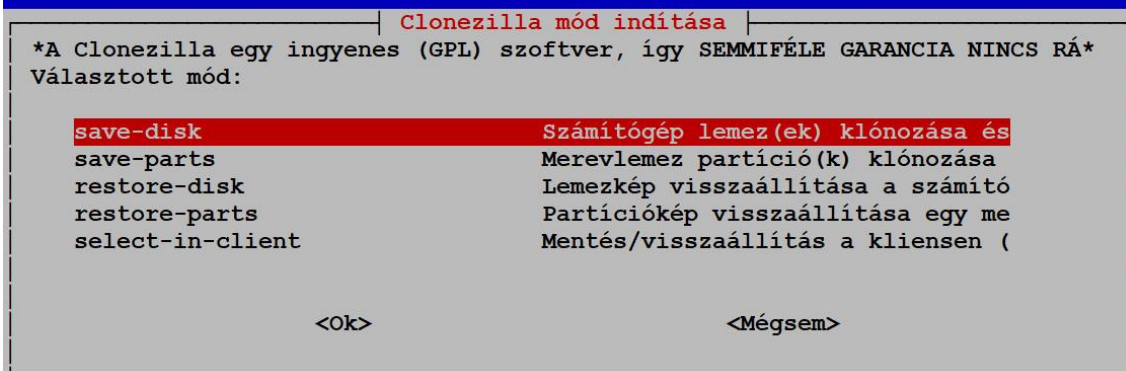 Clonezilla mód indítása
*A Clonezilla egy ingyenes (GPL) szoftver, így SEMMIFÉLE GARANCIA NINCS RÁ*
Választott mód:
save-disk Számítógép lemez(ek) klónozása és
save-parts Merevlemez partíció(k) klónozása
restore-disk Lemezkép visszaállítása a számító
restore-parts Partíciókép visszaállítása egy me
select-in-client Mentés/visszaállítás a kliensen (
<Ok> <Mégsem>